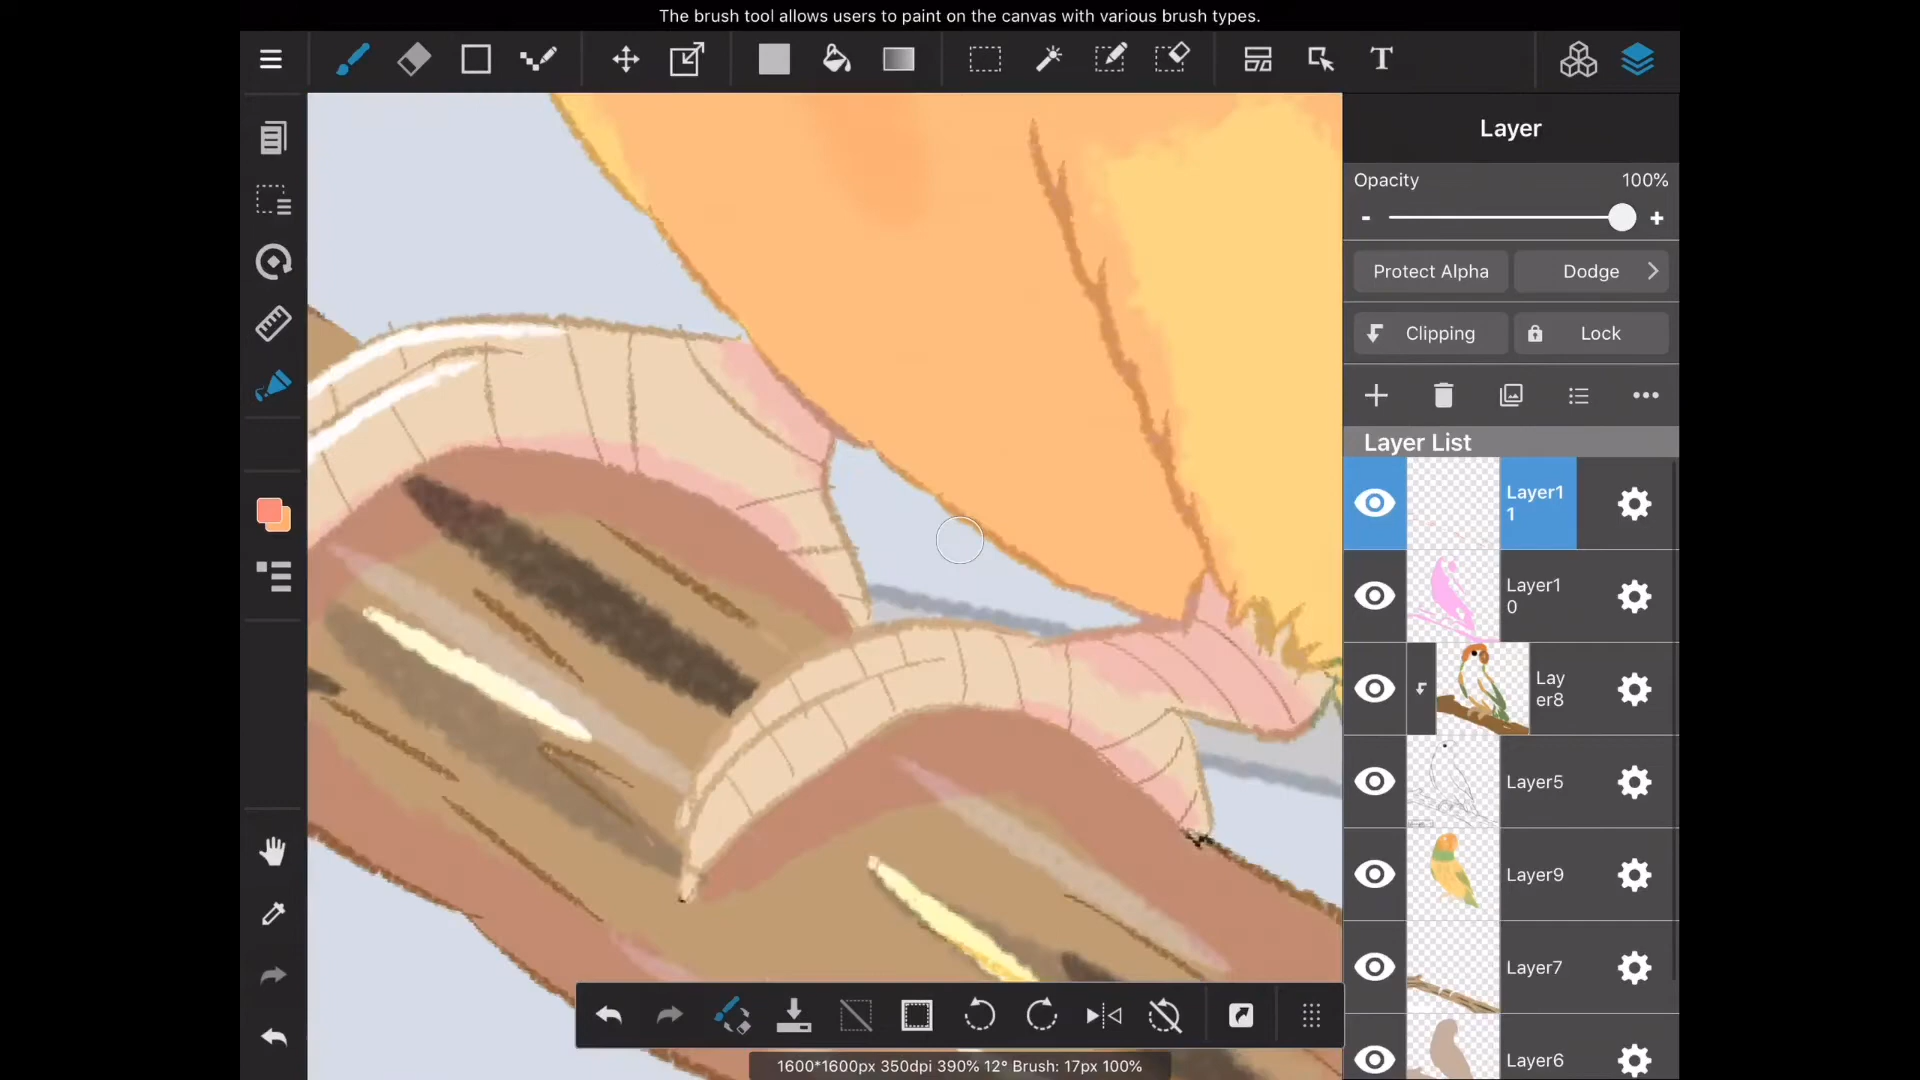 The brush tool allows users to paint on the canvas with various brush types.
T
Layer
Opacity 100%
- +
Protect Alpha Dodge
Clipping Lock
Layer List
Layer1
1
Layer1
0
Lay
er8
Layer5
Layer9
Layer7
Layer6
1600*1600px 350dpi 390% 12° Brush: 17px 100%